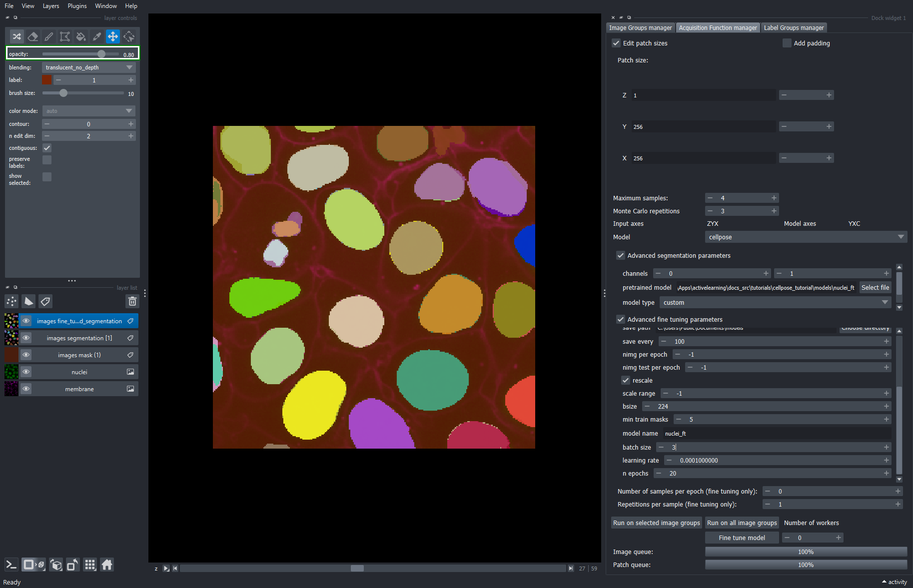 File View Layers Plugins Window Help
layer controls
opacity: 0.80
blending: translucent_no_depth
label: 1
brush size: 10
color mode: auto
contour: 0
n edit dim: 2
contiguous:
preserve
labels:
show
selected:
layer list
images fine_tu...d_segmentation
images segmentation [1]
images mask (1)
nuclei
membrane
Ready
z 27 59
Dock widget 1
Image Groups manager Acquisition Function manager Label Groups manager
Edit patch sizes Add padding
Patch size:
Z 1
Y 256
X 256
Maximum samples: 4
Monte Carlo repetitions 3
Input axes ZYX Model axes YXC
Model cellpose
Advanced segmentation parameters
channels 0 1
pretrained model \Apps\activelearning\docs_src\tutorials\cellpose_tutorial\models\nuclei_ft Select file
model type custom
Advanced fine tuning parameters
save path C:\Users\Public\Documents\models Choose directory
save every 100
nimg per epoch -1
nimg test per epoch -1
rescale
scale range -1
bsize 224
min train masks 5
model name nuclei_ft
batch size 3
learning rate 0.0001000000
n epochs 20
Number of samples per epoch (fine tuning only): 0
Repetitions per sample (fine tuning only): 1
Run on selected image groups Run on all image groups Number of workers
Fine tune model 0
Image queue: 100%
Patch queue: 100%
activity